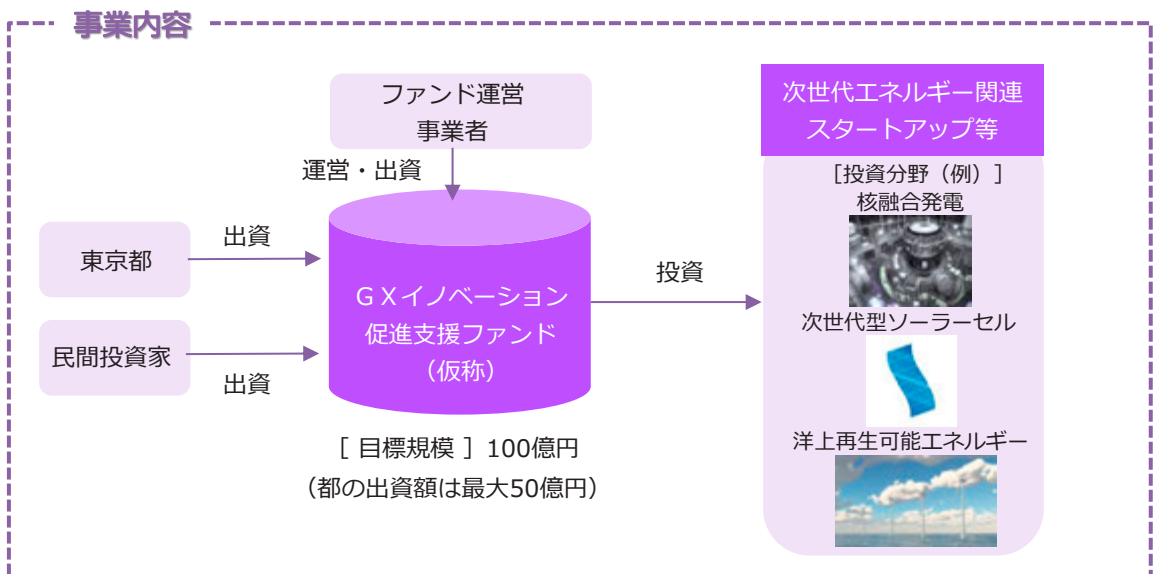 事業内容
ファンド運営
事業者
運営・出資
東京都
出資
民間投資家
出資
ＧＸイノベーション
促進支援ファンド
（仮称）
［ 目標規模 ］100億円
（都の出資額は最大50億円）
投資
次世代エネルギー関連
スタートアップ等
［投資分野（例）］
核融合発電
次世代型ソーラーセル
洋上再生可能エネルギー